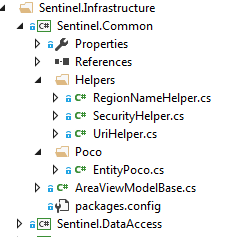 Sentinel.Infrastructure
C# Sentinel.Common
Properties
References
Helpers
C# RegionNameHelper.cs
C# SecurityHelper.cs
C# UriHelper.cs
Poco
C# EntityPoco.cs
C# AreaViewModelBase.cs
packages.config
C# Sentinel.DataAccess